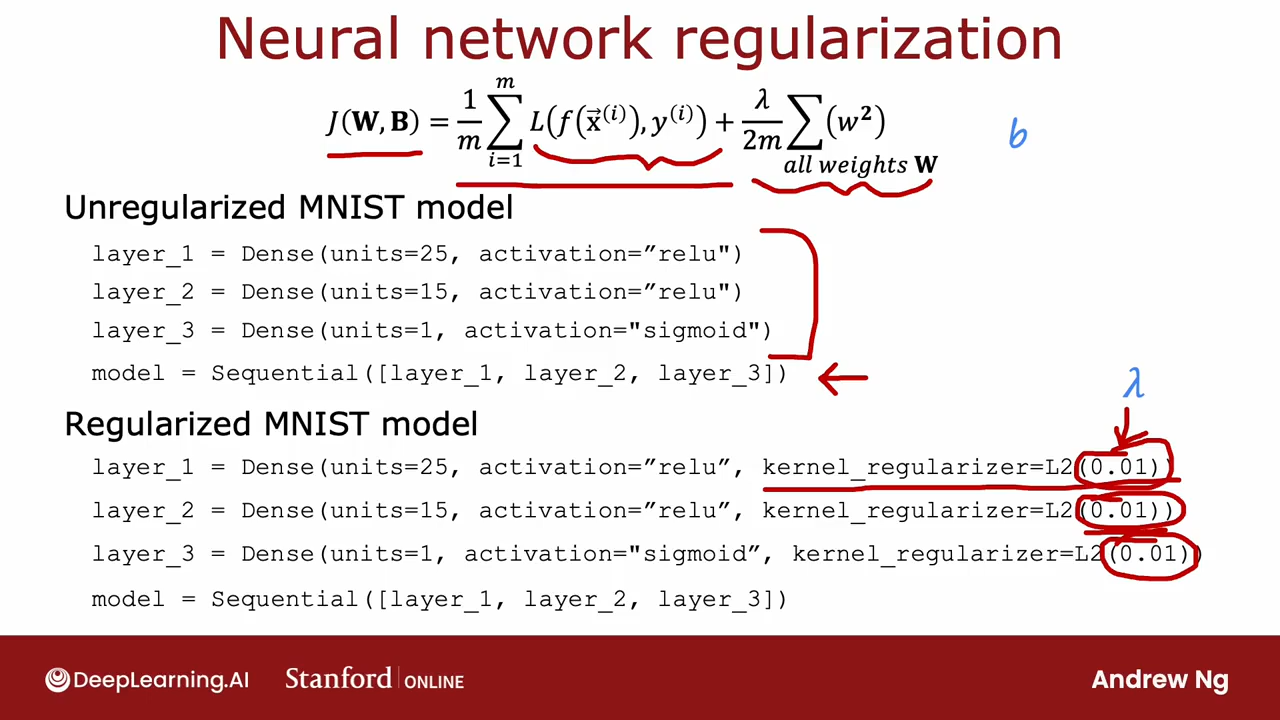 Neural network regularization
J(W, B) = 1/m ∑_{i=1}^{m} L(f(x⃗^(i)), y^(i)) + λ/2m ∑_{all weights W} (w²)
b
Unregularized MNIST model
layer_1 = Dense(units=25, activation=”relu")
layer_2 = Dense(units=15, activation=”relu")
layer_3 = Dense(units=1, activation="sigmoid")
model = Sequential([layer_1, layer_2, layer_3])
λ
Regularized MNIST model
layer_1 = Dense(units=25, activation=”relu”, kernel_regularizer=L2(0.01))
layer_2 = Dense(units=15, activation=”relu”, kernel_regularizer=L2(0.01))
layer_3 = Dense(units=1, activation="sigmoid”, kernel_regularizer=L2(0.01))
model = Sequential([layer_1, layer_2, layer_3])
DeepLearning.AI Stanford | ONLINE Andrew Ng